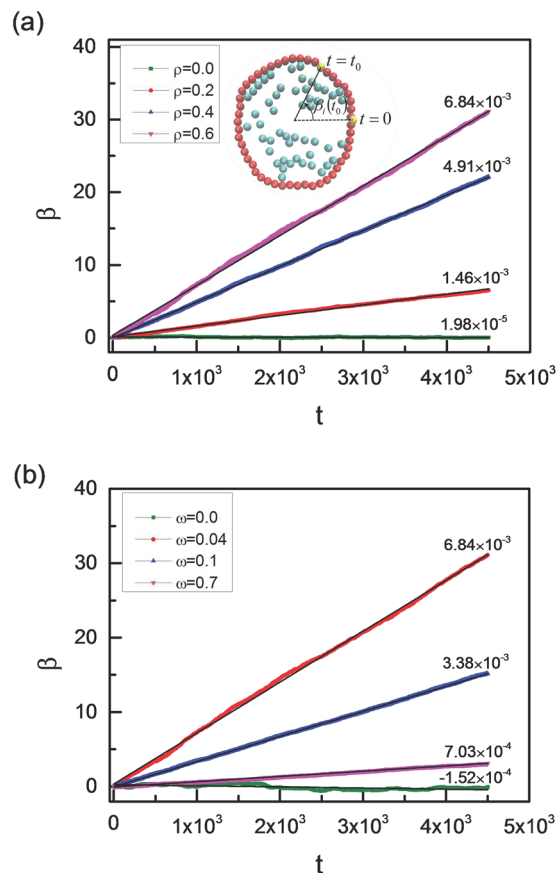 (a)
ρ=0.0
ρ=0.2
ρ=0.4
ρ=0.6
t = t₀
βᵢ(t₀)
t = 0
6.84×10⁻³
4.91×10⁻³
1.46×10⁻³
1.98×10⁻⁵
40
30
20
10
0
β
0 1x10³ 2x10³ 3x10³ 4x10³ 5x10³
t
(b)
ω=0.0
ω=0.04
ω=0.1
ω=0.7
6.84×10⁻³
3.38×10⁻³
7.03×10⁻⁴
-1.52×10⁻⁴
40
30
20
10
0
β
0 1x10³ 2x10³ 3x10³ 4x10³ 5x10³
t